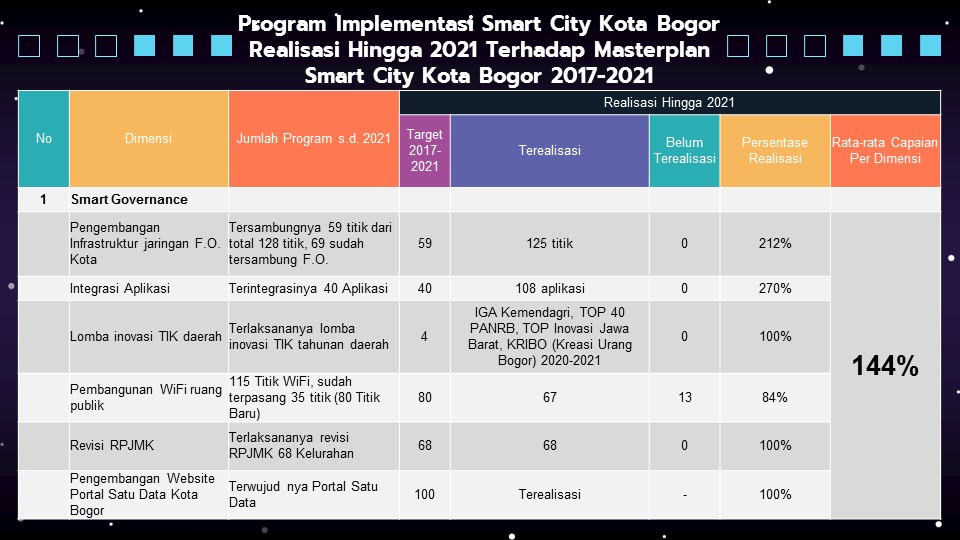 Program Implementasi Smart City Kota Bogor
Realisasi Hingga 2021 Terhadap Masterplan
Smart City Kota Bogor 2017-2021
No
Dimensi
Jumlah Program s.d. 2021
Realisasi Hingga 2021
Target
2017-
2021
Terealisasi
Belum
Terealisasi
Persentase
Realisasi
Rata-rata Capaian
Per Dimensi
1
Smart Governance
Pengembangan
Infrastruktur jaringan F.O.
Kota
Tersambungnya 59 titik dari
total 128 titik, 69 sudah
tersambung F.O.
59
125 titik
0
212%
Integrasi Aplikasi
Terintegrasinya 40 Aplikasi
40
108 aplikasi
0
270%
Lomba inovasi TIK daerah
Terlaksananya lomba
inovasi TIK tahunan daerah
4
IGA Kemendagri, TOP 40
PANRB, TOP Inovasi Jawa
Barat, KRIBO (Kreasi Urang
Bogor) 2020-2021
0
100%
144%
Pembangunan WiFi ruang
publik
115 Titik WiFi, sudah
terpasang 35 titik (80 Titik
Baru)
80
67
13
84%
Revisi RPJMK
Terlaksananya revisi
RPJMK 68 Kelurahan
68
68
0
100%
Pengembangan Website
Portal Satu Data Kota
Bogor
Terwujud nya Portal Satu
Data
100
Terealisasi
-
100%